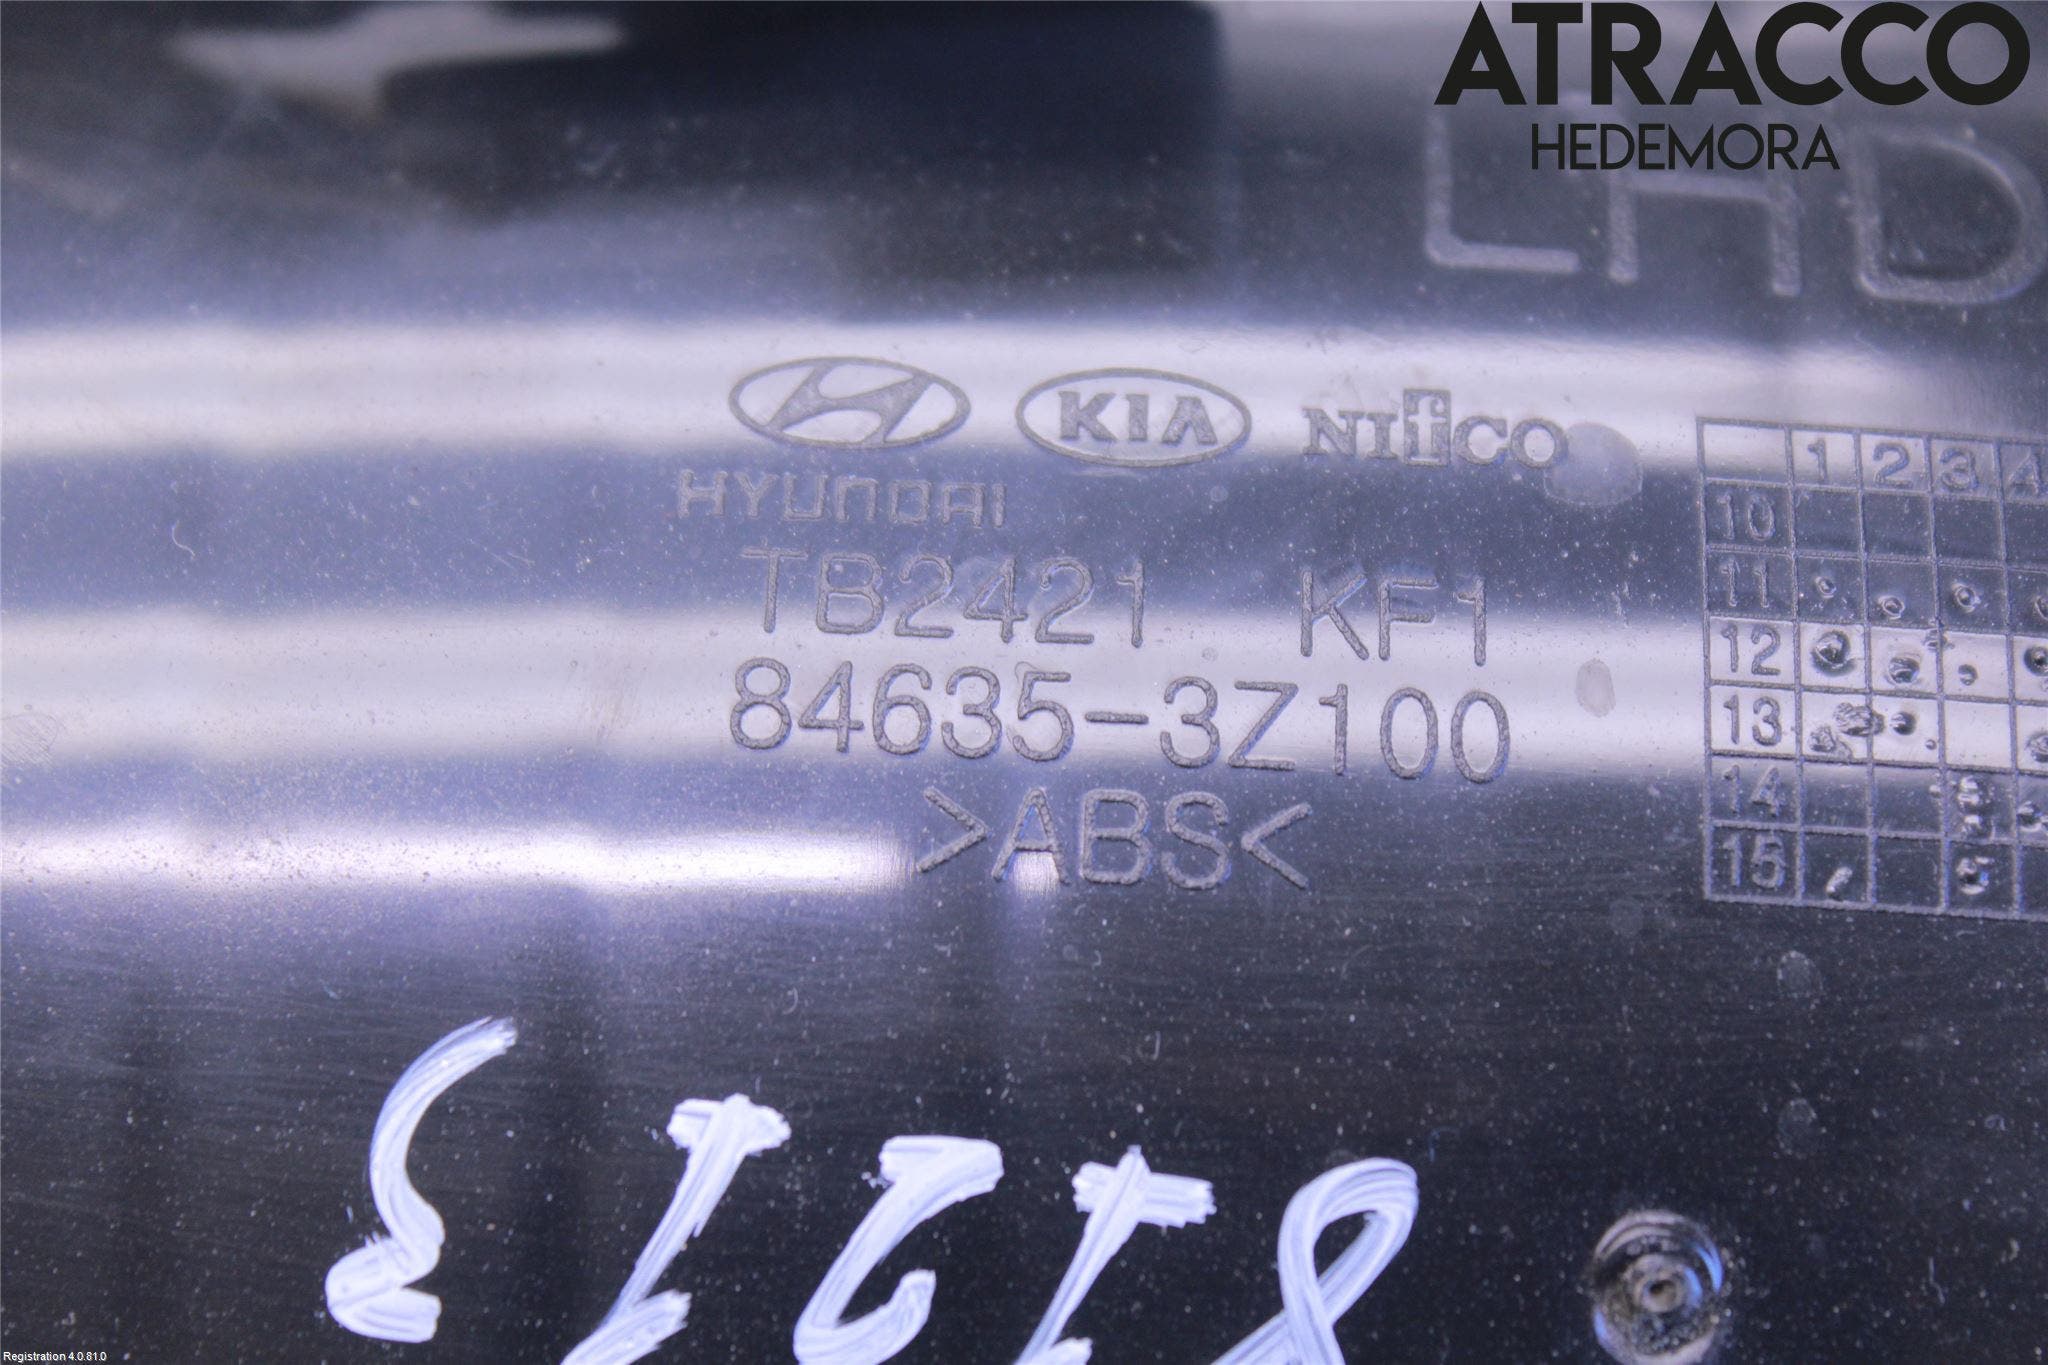 ATRACCO
HEDEMORA
LHD
KIA NIfCO
HYUNDAI
TB2421 KF1
84635-3Z100
>ABS<
1 2 3 4
10
11
12
13
14
15
Registration 4.0.81.0